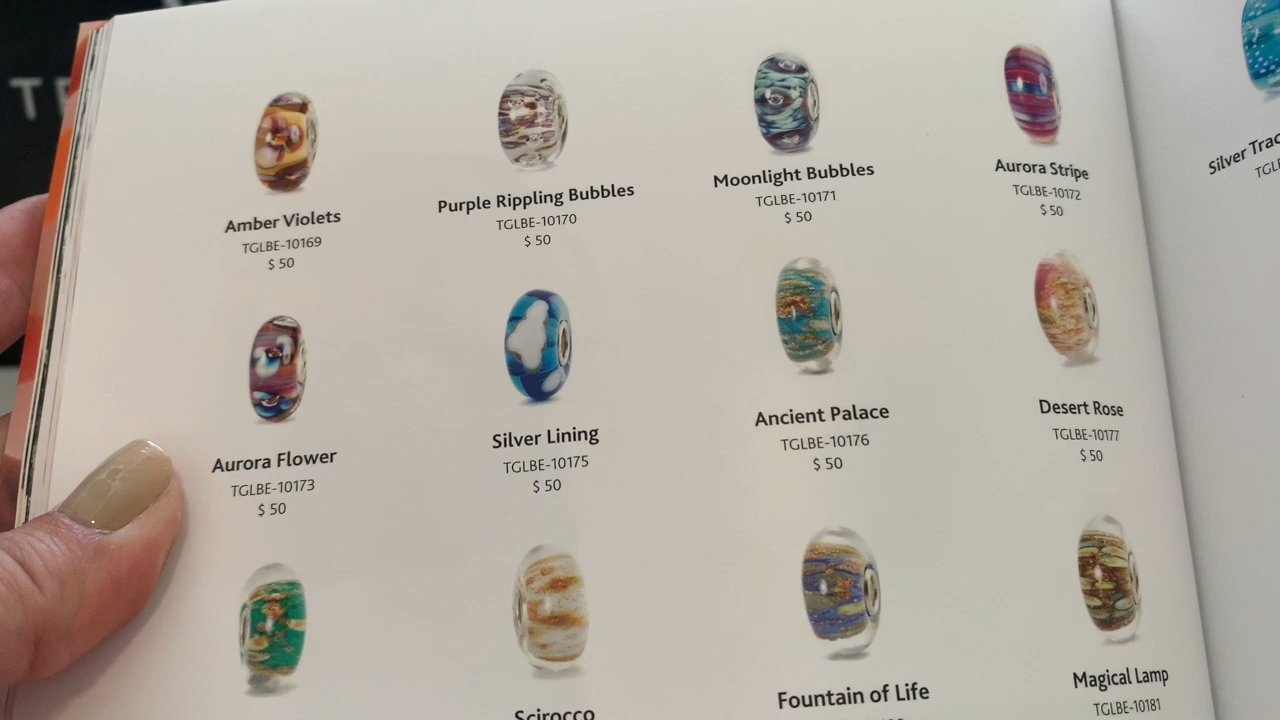 Amber Violets
TGLBE-10169
$ 50
Purple Rippling Bubbles
TGLBE-10170
$ 50
Moonlight Bubbles
TGLBE-10171
$ 50
Aurora Stripe
TGLBE-10172
$ 50
Aurora Flower
TGLBE-10173
$ 50
Silver Lining
TGLBE-10175
$ 50
Ancient Palace
TGLBE-10176
$ 50
Desert Rose
TGLBE-10177
$ 50
Scirocco
Fountain of Life
Magical Lamp
TGLBE-10181
Silver